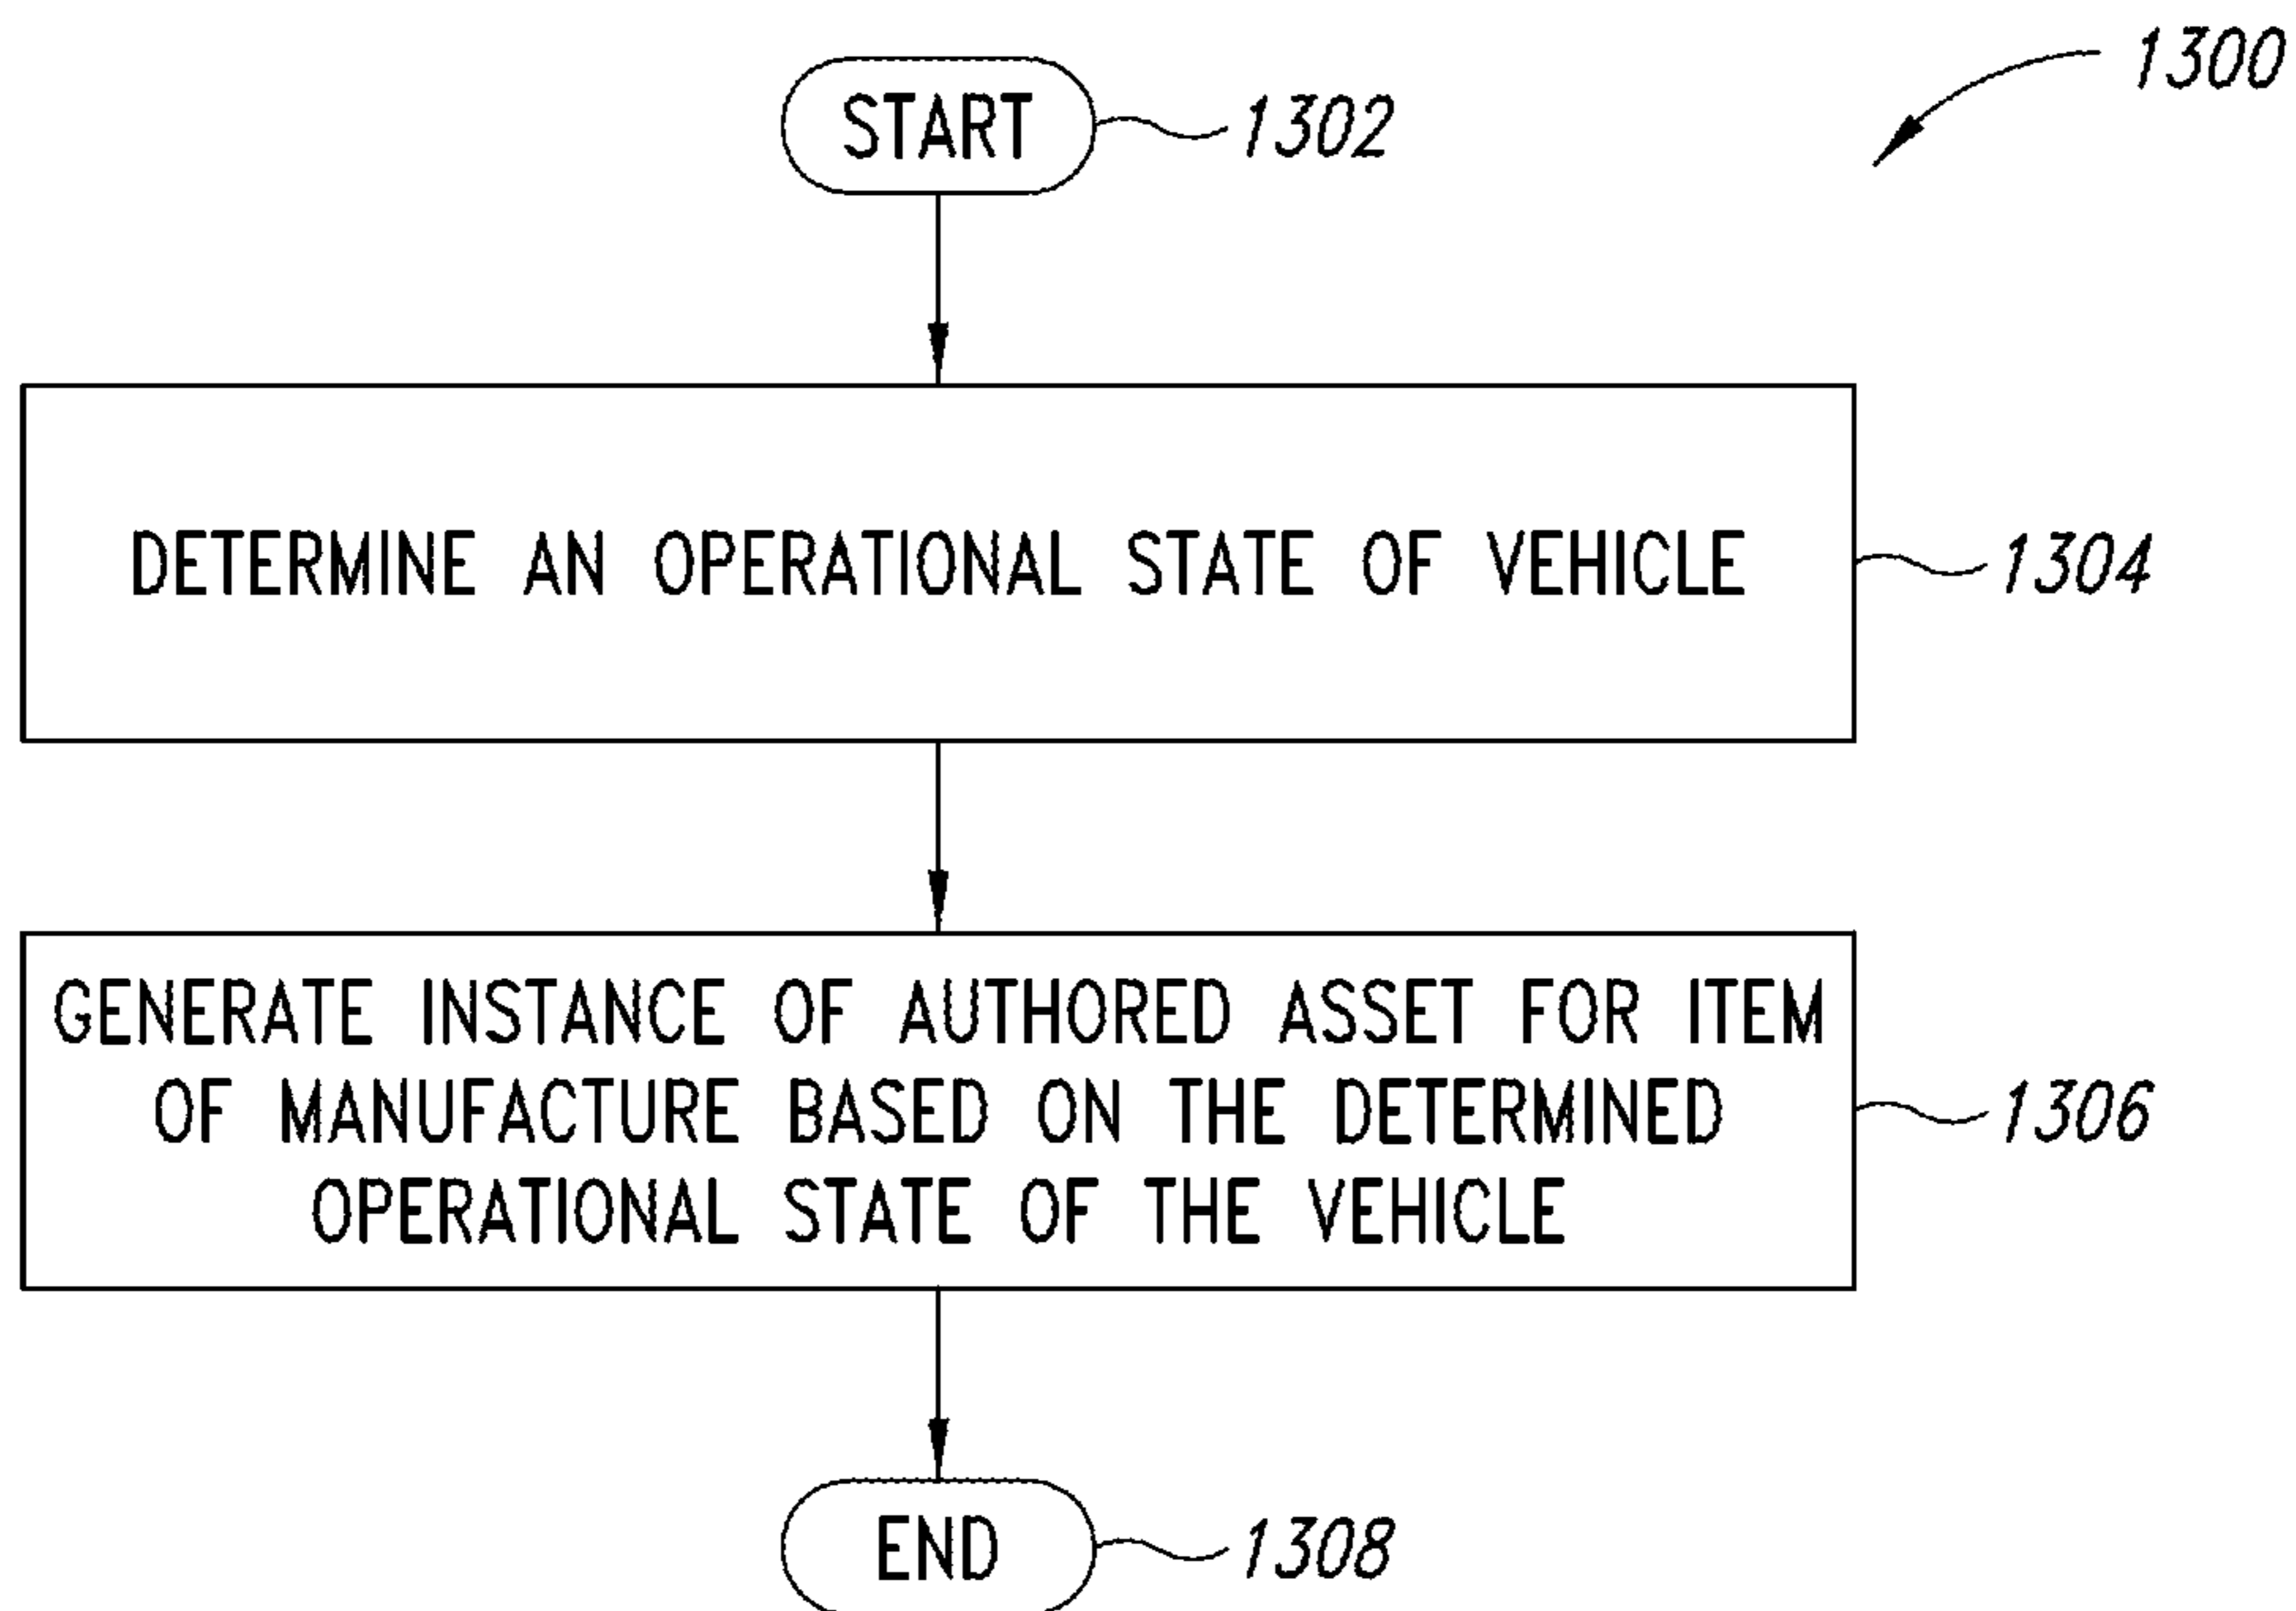 1300
START
1302
DETERMINE AN OPERATIONAL STATE OF VEHICLE
1304
GENERATE INSTANCE OF AUTHORED ASSET FOR ITEM
OF MANUFACTURE BASED ON THE DETERMINED
1306
OPERATIONAL STATE OF THE VEHICLE
END
1308